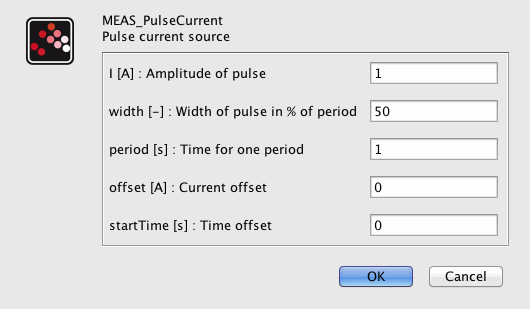 MEAS_PulseCurrent
Pulse current source
I [A] : Amplitude of pulse 1
width [-] : Width of pulse in % of period 50
period [s] : Time for one period 1
offset [A] : Current offset 0
startTime [s] : Time offset 0
OK Cancel